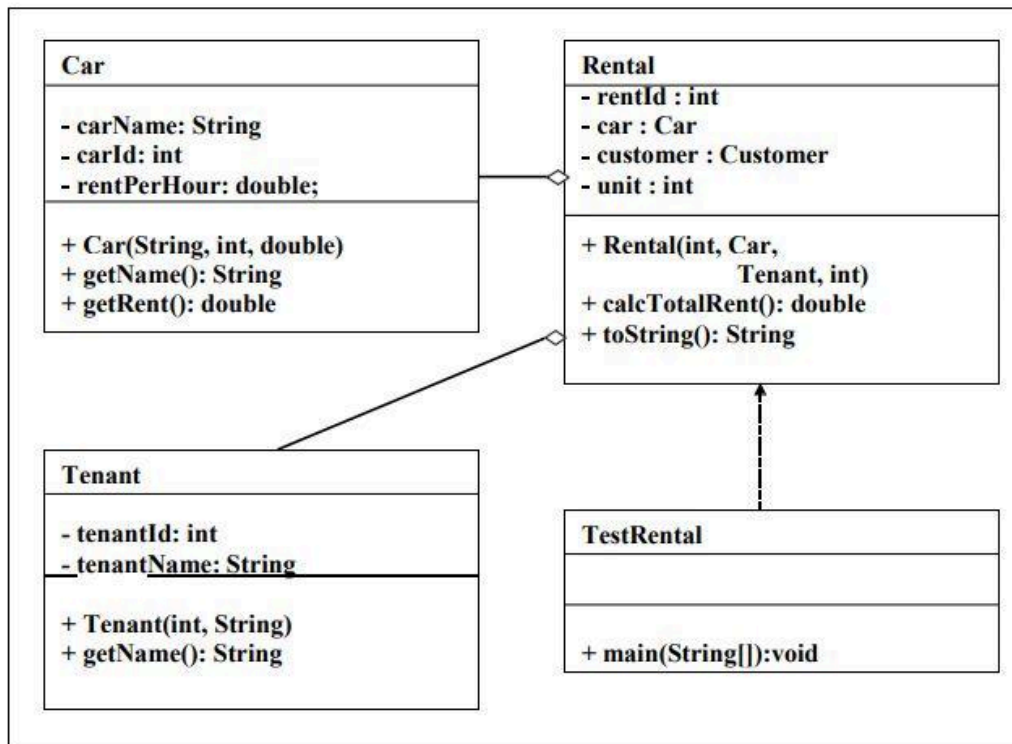 Car
- carName: String
- carId: int
- rentPerHour: double;
+ Car(String, int, double)
+ getName(): String
+ getRent(): double
Rental
- rentId : int
- car : Car
- customer : Customer
- unit : int
+ Rental(int, Car,
Tenant, int)
+ calcTotalRent(): double
+ toString(): String
Tenant
- tenantId: int
- tenantName: String
+ Tenant(int, String)
+ getName(): String
TestRental
+ main(String[]):void